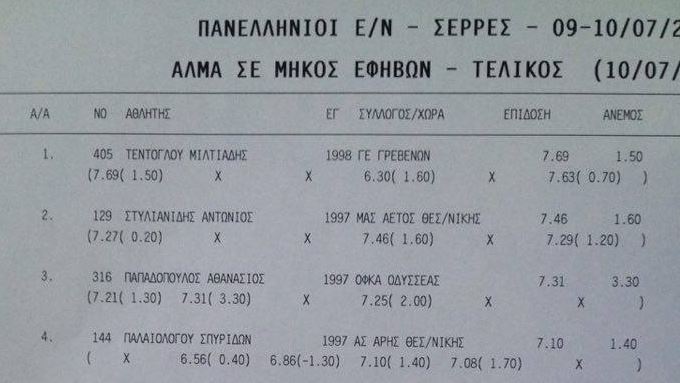 ΠΑΝΕΛΛΗΝΙΟΙ Ε/Ν - ΣΕΡΡΕΣ - 09-10/07/2
ΑΛΜΑ ΣΕ ΜΗΚΟΣ ΕΦΗΒΩΝ - ΤΕΛΙΚΟΣ (10/07/
Α/Α ΝΟ ΑΘΛΗΤΗΣ ΕΓ ΣΥΛΛΟΓΟΣ/ΧΩΡΑ ΕΠΙΔΟΣΗ ΑΝΕΜΟΣ
1. 405 ΤΕΝΤΟΓΛΟΥ ΜΙΛΤΙΑΔΗΣ 1998 ΓΕ ΓΡΕΒΕΝΩΝ 7.69 1.50
(7.69( 1.50) X X 6.30( 1.60) X 7.63( 0.70) )
2. 129 ΣΤΥΛΙΑΝΙΔΗΣ ΑΝΤΩΝΙΟΣ 1997 ΜΑΣ ΑΕΤΟΣ ΘΕΣ/ΝΙΚΗΣ 7.46 1.60
(7.27( 0.20) X X 7.46( 1.60) X 7.29( 1.20) )
3. 316 ΠΑΠΑΔΟΠΟΥΛΟΣ ΑΘΑΝΑΣΙΟΣ 1997 ΟΦΚΑ ΟΔΥΣΣΕΑΣ 7.31 3.30
(7.21( 1.30) 7.31( 3.30) X 7.25( 2.00) X X )
4. 144 ΠΑΛΑΙΟΛΟΓΟΥ ΣΠΥΡΙΔΩΝ 1997 ΑΣ ΑΡΗΣ ΘΕΣ/ΝΙΚΗΣ 7.10 1.40
( X 6.56( 0.40) 6.86(-1.30) 7.10( 1.40) 7.08( 1.70) X )